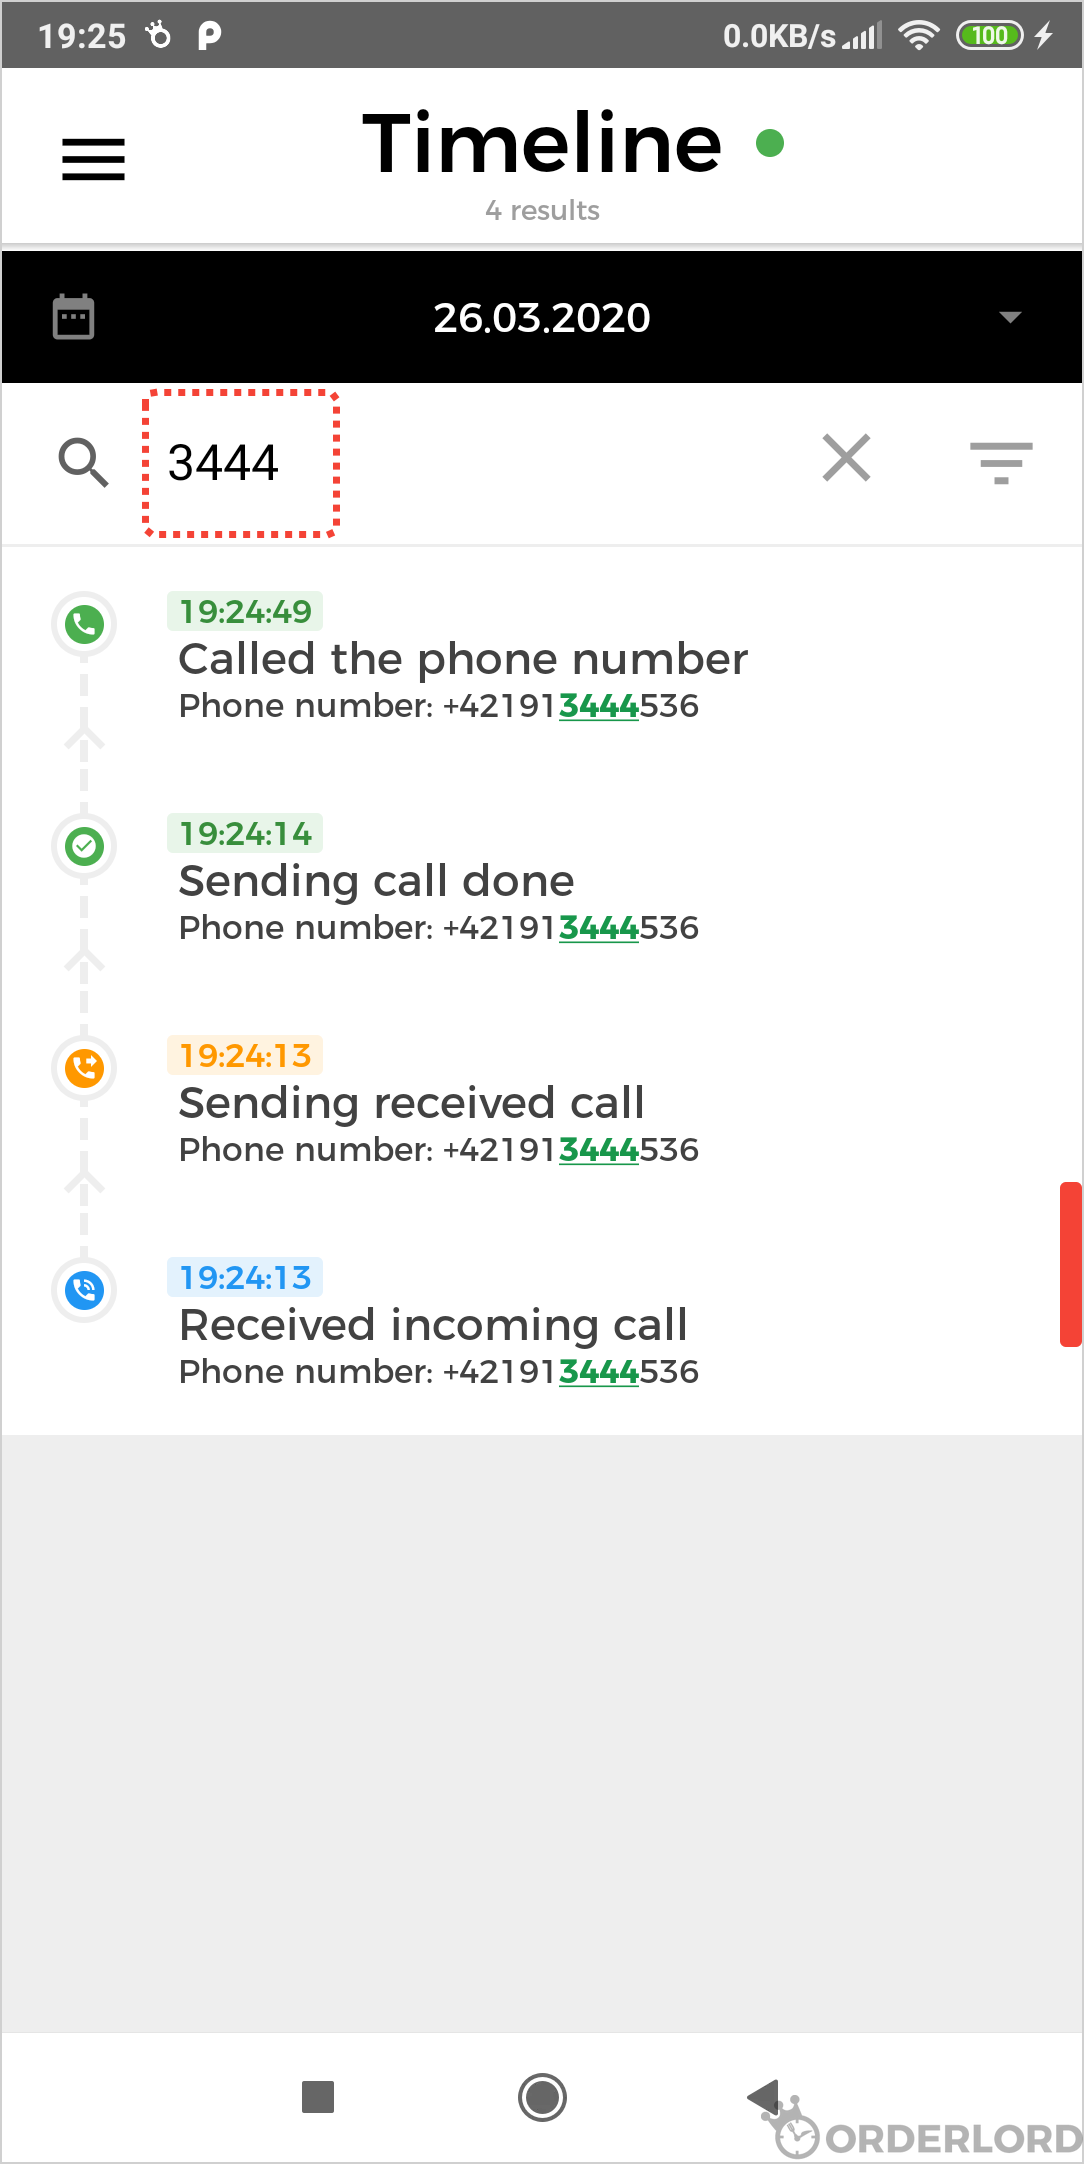 19:25 0.0KB/s 100
Timeline
4 results
26.03.2020
3444
19:24:49
Called the phone number
Phone number: +421913444536
19:24:14
Sending call done
Phone number: +421913444536
19:24:13
Sending received call
Phone number: +421913444536
19:24:13
Received incoming call
Phone number: +421913444536
ORDERLORD